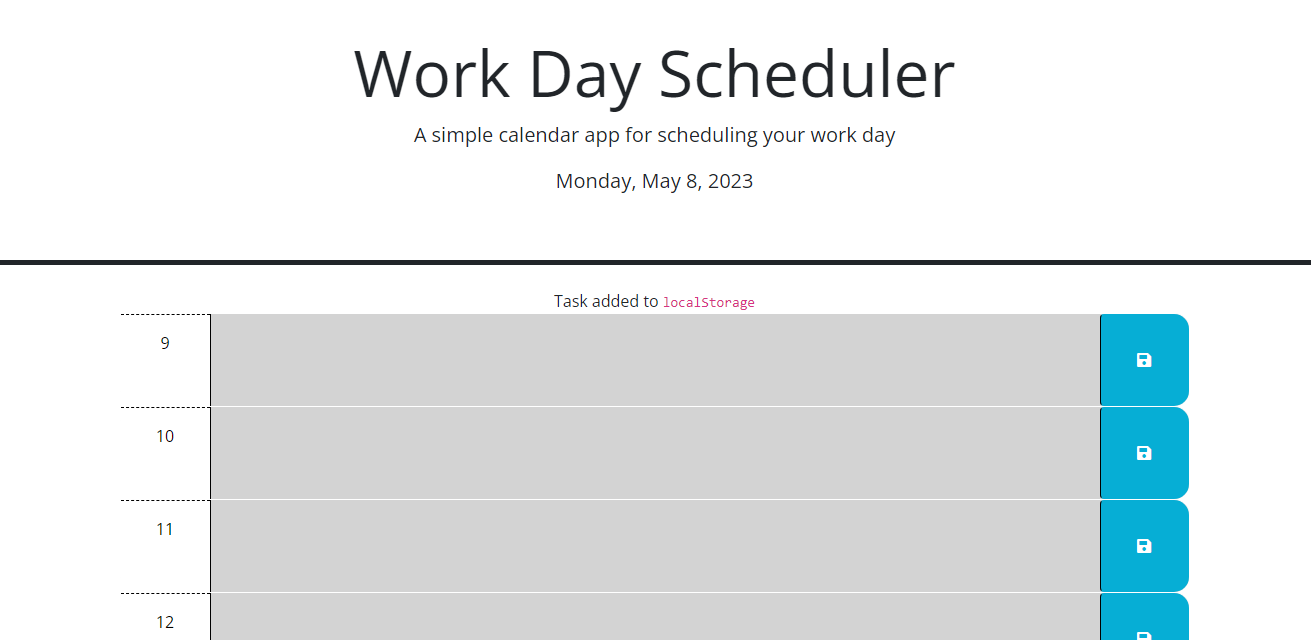 Work Day Scheduler
A simple calendar app for scheduling your work day
Monday, May 8, 2023
Task added to localStorage
9
10
11
12